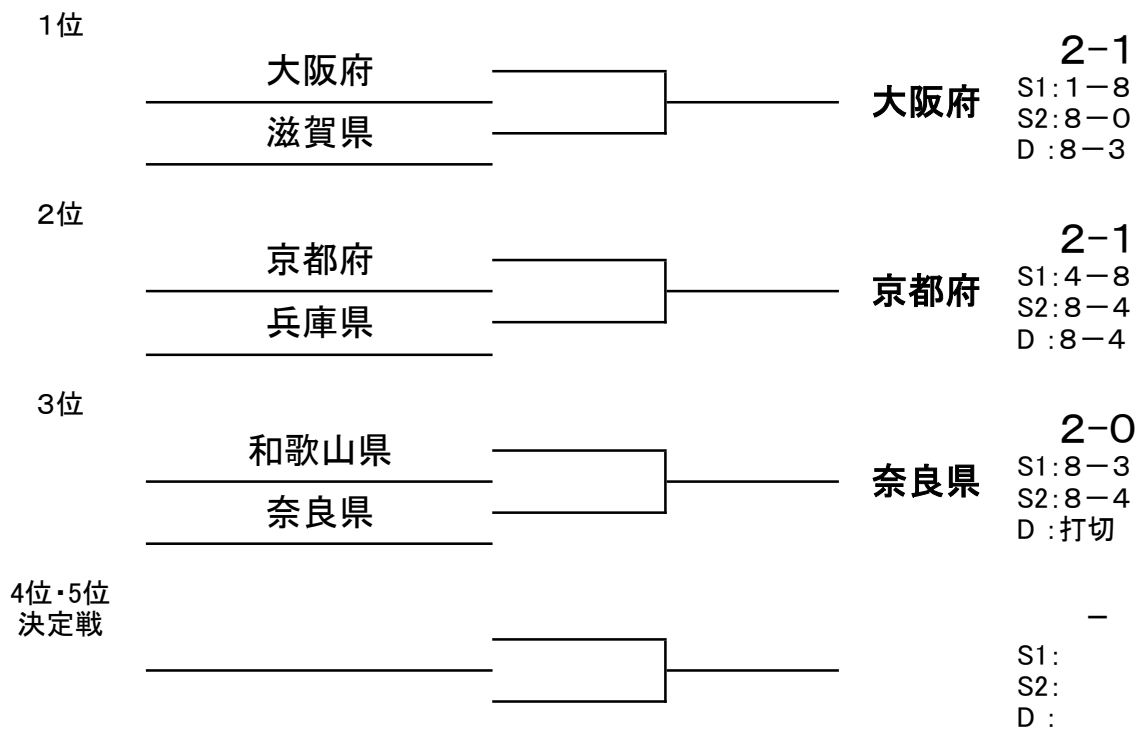 １位
大阪府
滋賀県
大阪府
２－１
S1：１－８
S2：８－０
D ：８－３
２位
京都府
兵庫県
京都府
２－１
S1：４－８
S2：８－４
D ：８－４
３位
和歌山県
奈良県
奈良県
２－０
S1：８－３
S2：８－４
D ：打切
4位・5位
決定戦
－
S1：
S2：
D ：